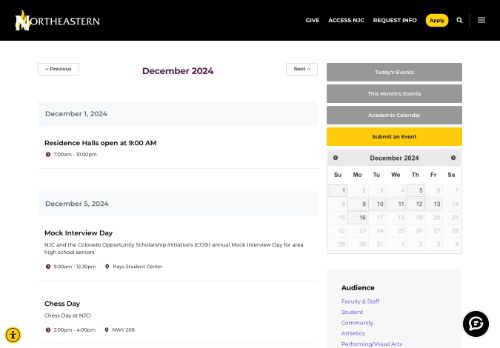 NORTHEASTERN
GIVE ACCESS NJC REQUEST INFO Apply
« Previous
December 2024
Next ››
December 1, 2024
Residence Halls open at 9:00 AM
7:00am - 10:00pm
December 5, 2024
Mock Interview Day
NJC and the Colorado Opportunity Scholarship Initiative's (COSI) annual Mock Interview Day for area
high school seniors
9:00am - 12:30pm Hays Student Center
Chess Day
Chess Day at NJC!
2:00pm - 4:00pm NWY 208
Today's Events
This Month's Events
Academic Calendar
Submit an Event
December 2024
Su Mo Tu We Th Fr Sa
1 2 3 4 5 6 7
8 9 10 11 12 13 14
15 16 17 18 19 20 21
22 23 24 25 26 27 28
29 30 31 1 2 3 4
Audience
Faculty & Staff
Student
Community
Athletics
Performing/Visual Arts